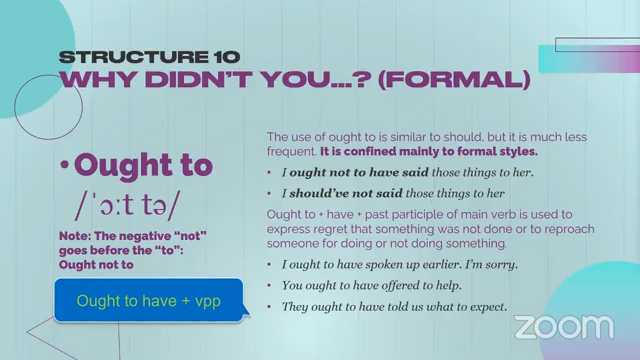 STRUCTURE 10
WHY DIDN'T YOU...? (FORMAL)
• Ought to
/ˈɔːt tə/
Note: The negative “not”
goes before the “to”:
Ought not to
Ought to have + vpp
The use of ought to is similar to should, but it is much less
frequent. It is confined mainly to formal styles.
• I ought not to have said those things to her.
• I should’ve not said those things to her
Ought to + have + past participle of main verb is used to
express regret that something was not done or to reproach
someone for doing or not doing something.
• I ought to have spoken up earlier. I’m sorry.
• You ought to have offered to help.
• They ought to have told us what to expect.
zoom